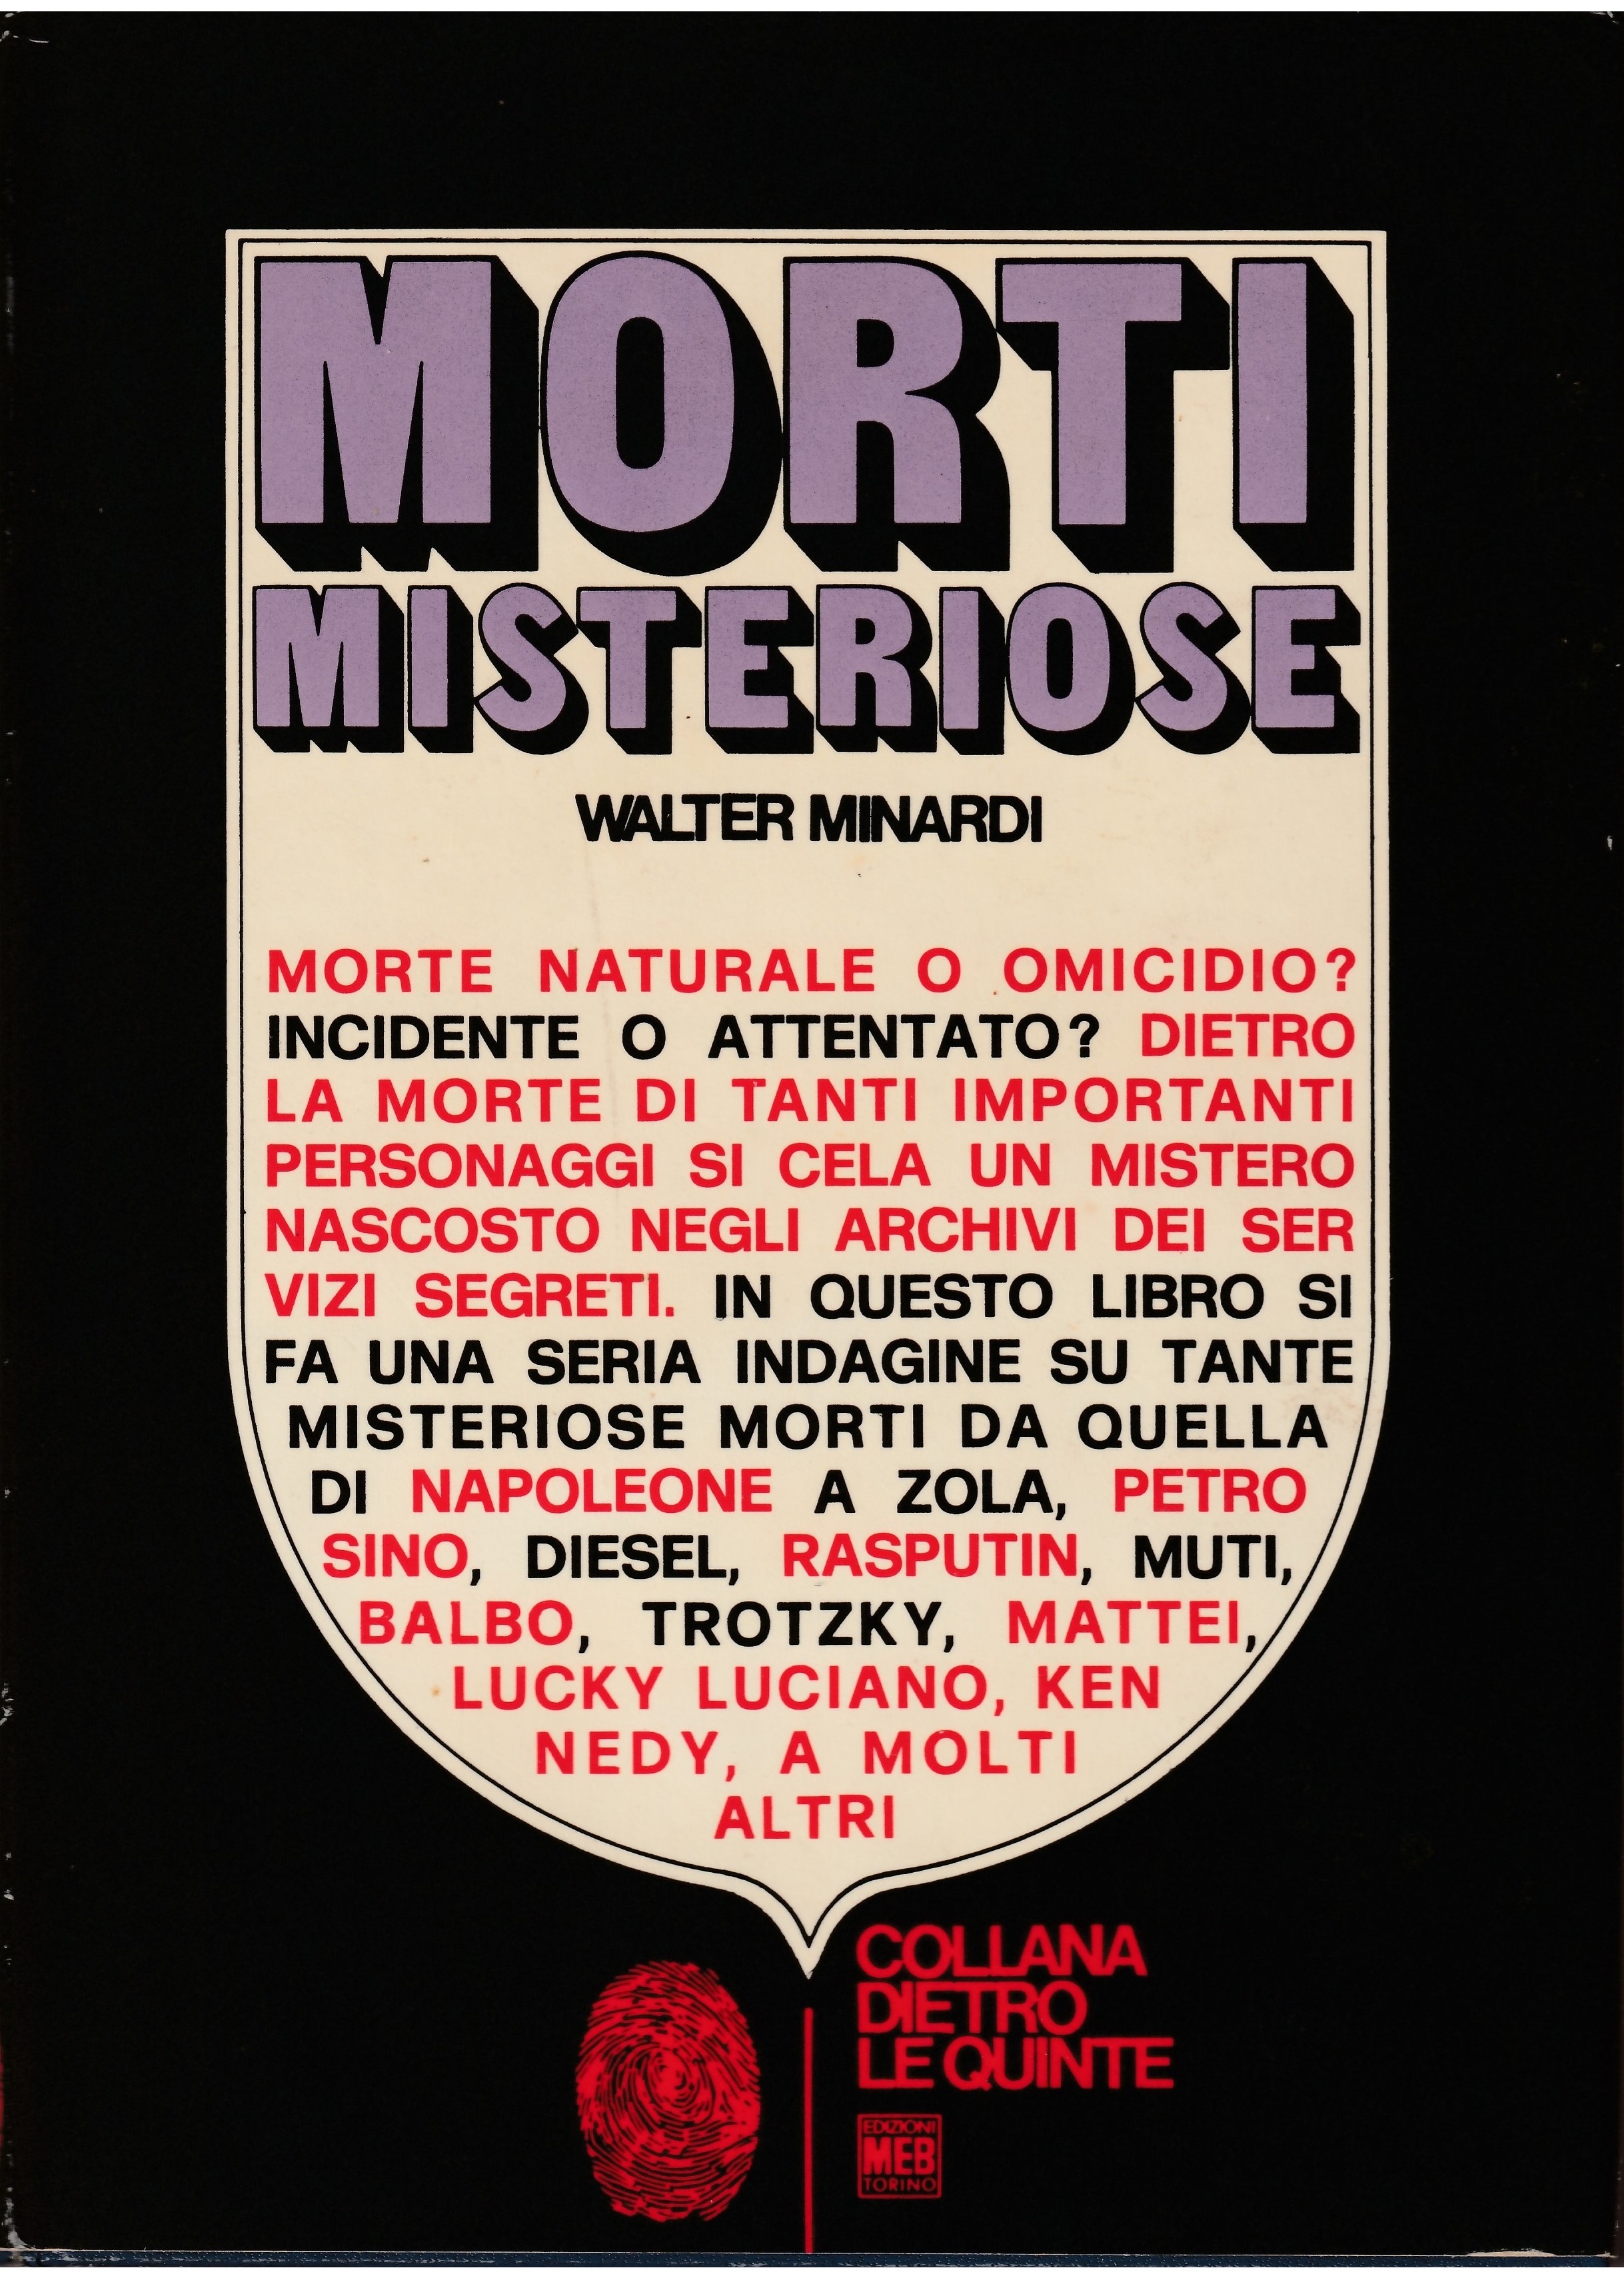 MORTI
MISTERIOSE
WALTER MINARDI
MORTE NATURALE O OMICIDIO?
INCIDENTE O ATTENTATO? DIETRO
LA MORTE DI TANTI IMPORTANTI
PERSONAGGI SI CELA UN MISTERO
NASCOSTO NEGLI ARCHIVI DEI SER
VIZI SEGRETI. IN QUESTO LIBRO SI
FA UNA SERIA INDAGINE SU TANTE
MISTERIOSE MORTI DA QUELLA
DI NAPOLEONE A ZOLA, PETRO
SINO, DIESEL, RASPUTIN, MUTI,
BALBO, TROTZKY, MATTEI,
LUCKY LUCIANO, KEN
NEDY, A MOLTI
ALTRI
COLLANA
DIETRO
LE QUINTE
EDIZIONI
MEB
TORINO